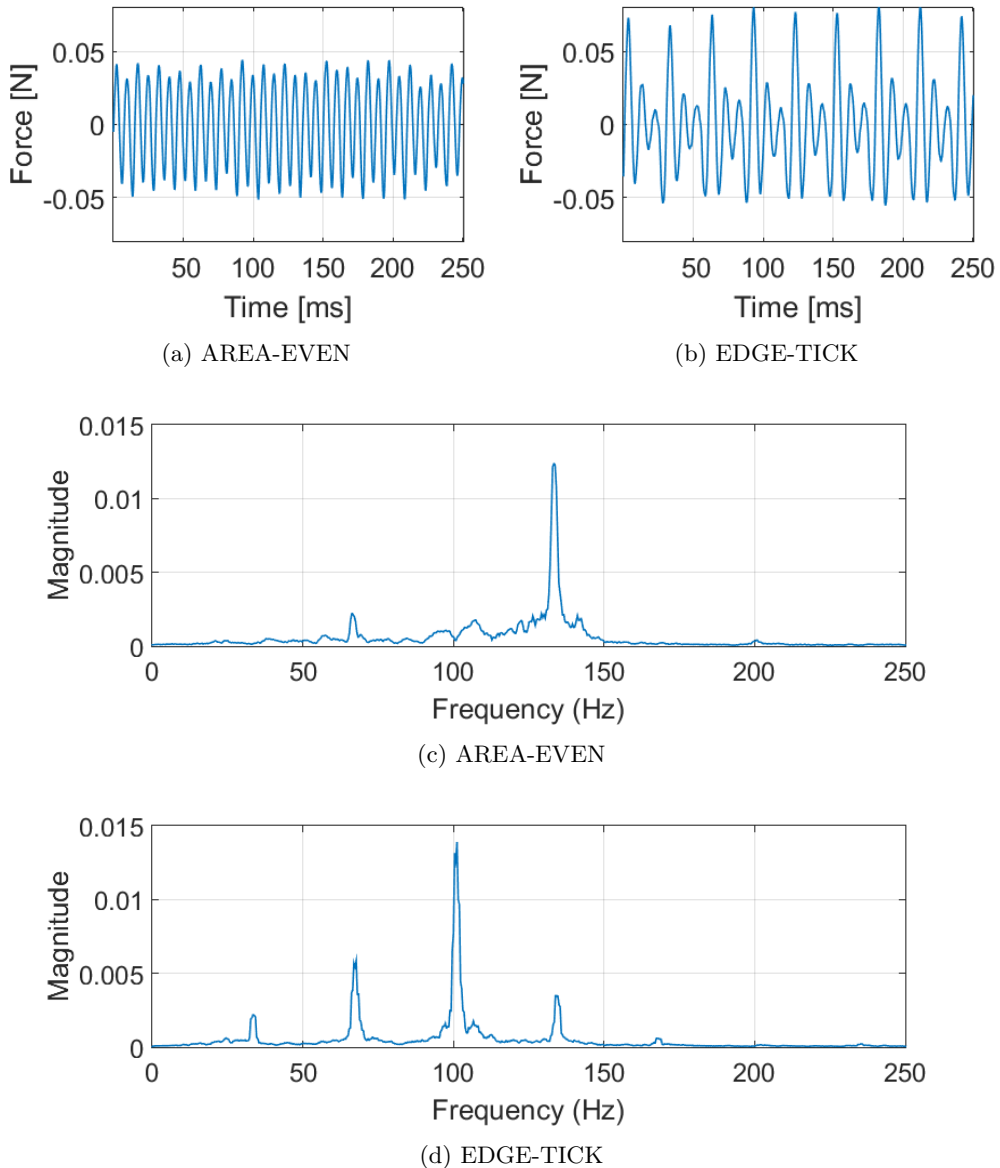 Force [N]
0.05
0
-0.05
50 100 150 200 250
Time [ms]
(a) AREA-EVEN
Force [N]
0.05
0
-0.05
50 100 150 200 250
Time [ms]
(b) EDGE-TICK
Magnitude
0.015
0.01
0.005
0
0 50 100 150 200 250
Frequency (Hz)
(c) AREA-EVEN
Magnitude
0.015
0.01
0.005
0
0 50 100 150 200 250
Frequency (Hz)
(d) EDGE-TICK